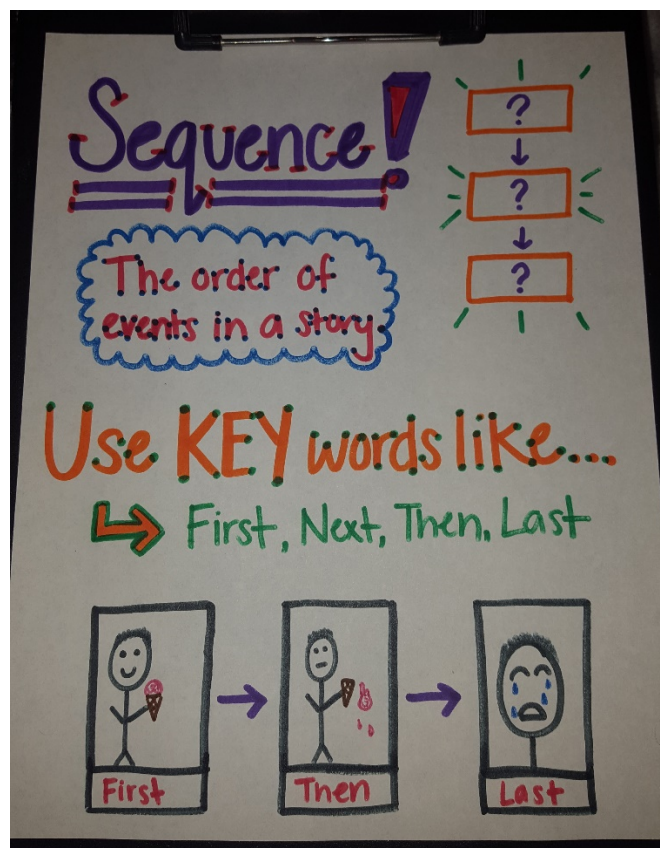 Sequence!
?
?
?
The order of
events in a story.
Use KEY words like...
First, Next, Then, Last
First
Then
Last